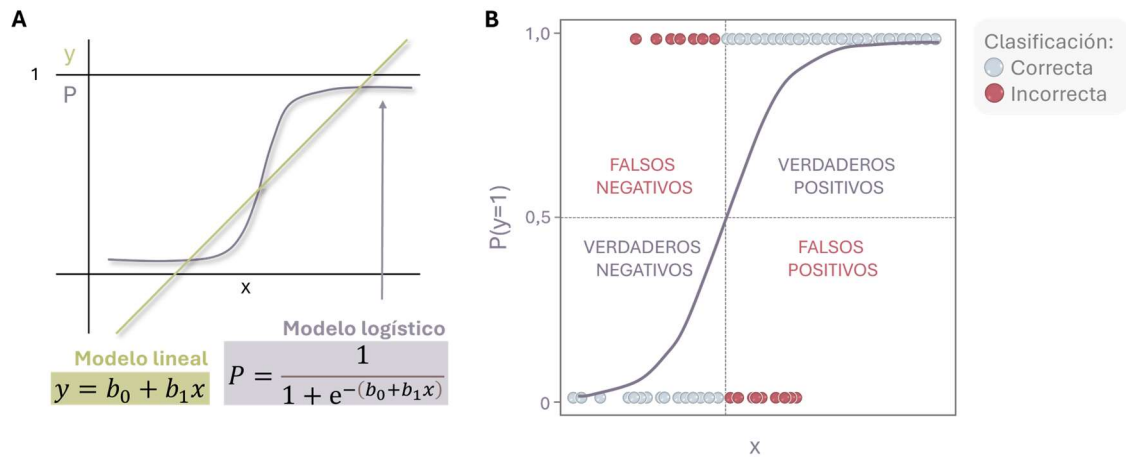 A
y
1
P
x
Modelo logístico
Modelo lineal
y = b₀ + b₁x
P = 1 / (1 + e^−(b₀+b₁x))
B
1,0
P(y=1)
0,5
0
FALSOS
NEGATIVOS
VERDADEROS
POSITIVOS
VERDADEROS
NEGATIVOS
FALSOS
POSITIVOS
X
Clasificación:
Correcta
Incorrecta